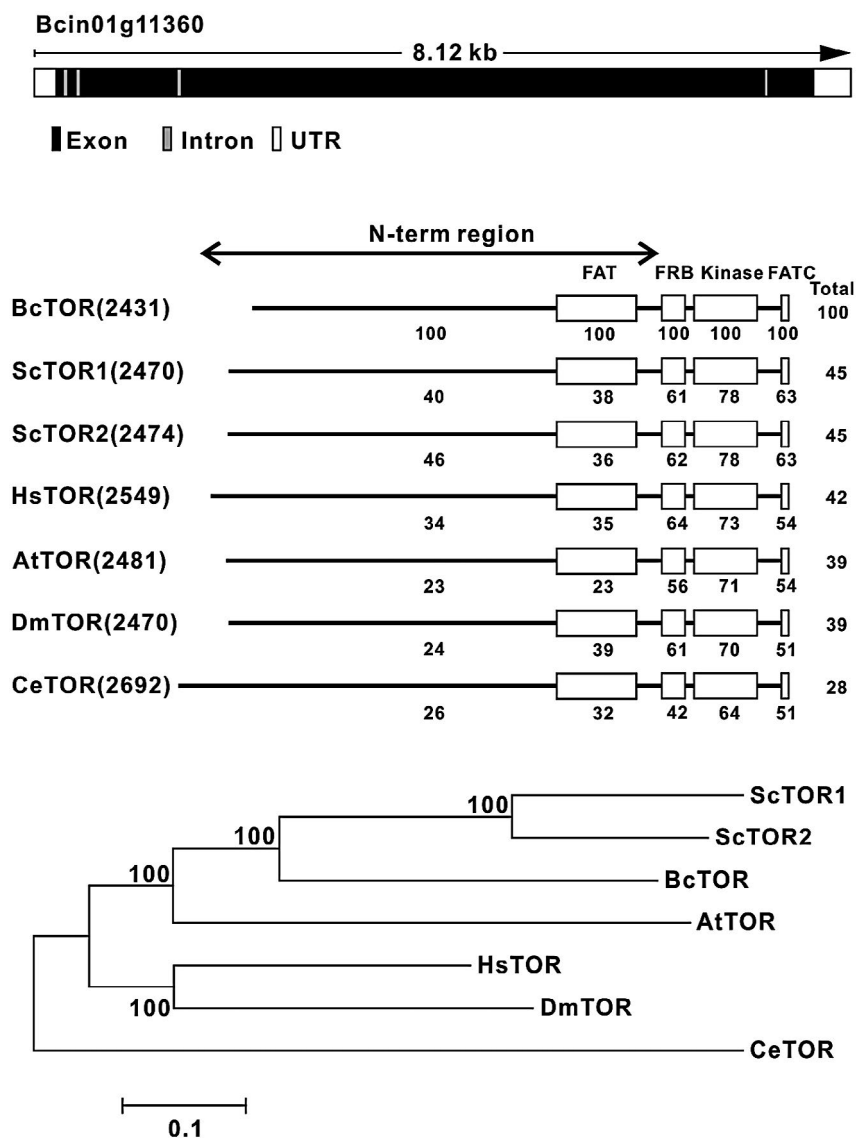 Bcin01g11360
8.12 kb
Exon Intron UTR
N-term region
FAT FRB Kinase FATC Total
BcTOR(2431) 100
100 100 100 100 100
ScTOR1(2470) 45
40 38 61 78 63
ScTOR2(2474) 45
46 36 62 78 63
HsTOR(2549) 42
34 35 64 73 54
AtTOR(2481) 39
23 23 56 71 54
DmTOR(2470) 39
24 39 61 70 51
CeTOR(2692) 28
26 32 42 64 51
100 ScTOR1
ScTOR2
100
BcTOR
100
AtTOR
HsTOR
100 DmTOR
CeTOR
0.1